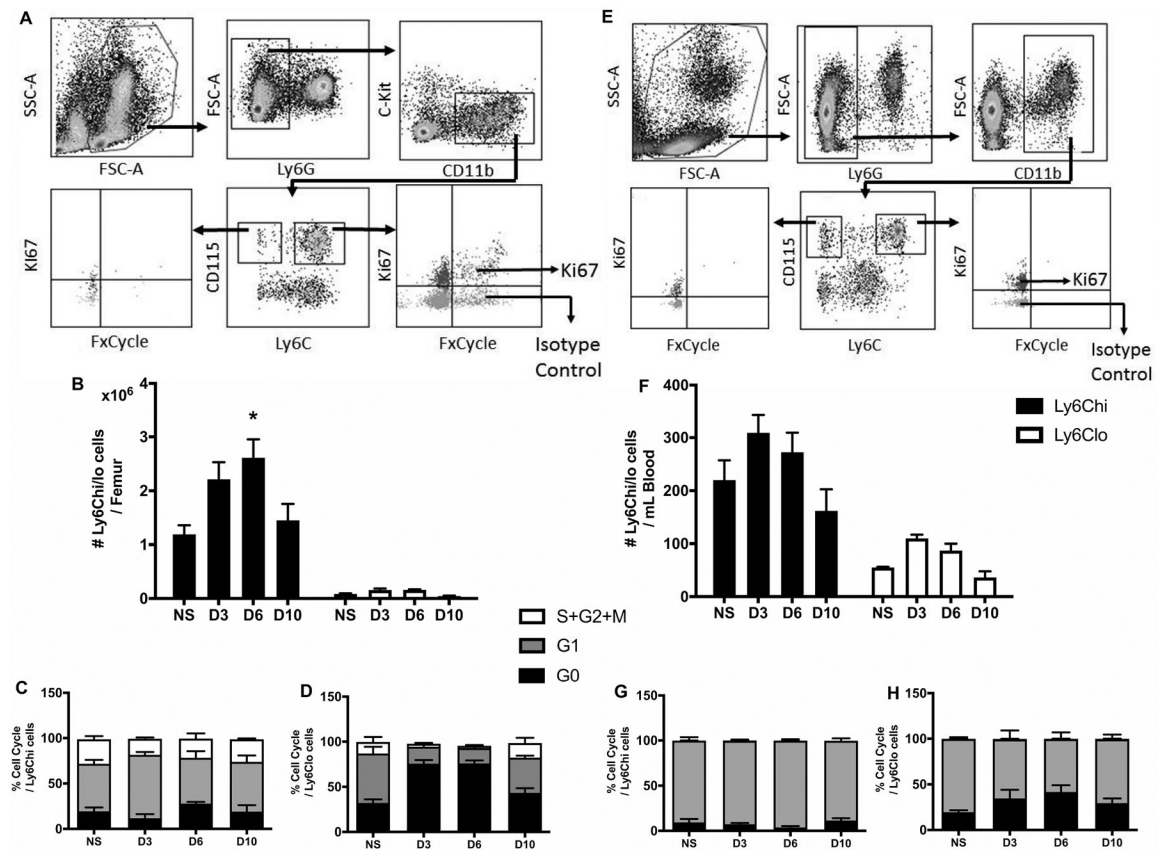 A
SSC-A
FSC-A
FSC-A
Ly6G
C-Kit
CD11b
Ki67
FxCycle
CD115
Ly6C
Ki67
FxCycle
Ki67
Isotype
Control
E
SSC-A
FSC-A
FSC-A
Ly6G
FSC-A
CD11b
Ki67
FxCycle
CD115
Ly6C
Ki67
FxCycle
Ki67
Isotype
Control
B
x10⁶
# Ly6Chi/lo cells
/ Femur
4
3
2
1
0
*
NS D3 D6 D10 NS D3 D6 D10
F
# Ly6Chi/lo cells
/ mL Blood
400
300
200
100
0
NS D3 D6 D10 NS D3 D6 D10
Ly6Chi
Ly6Clo
S+G2+M
G1
G0
C
% Cell Cycle
/ Ly6Chi cells
150
100
50
0
NS D3 D6 D10
D
% Cell Cycle
/ Ly6Clo cells
150
100
50
0
NS D3 D6 D10
G
% Cell Cycle
/ Ly6Chi cells
150
100
50
0
NS D3 D6 D10
H
% Cell Cycle
/ Ly6Clo cells
150
100
50
0
NS D3 D6 D10